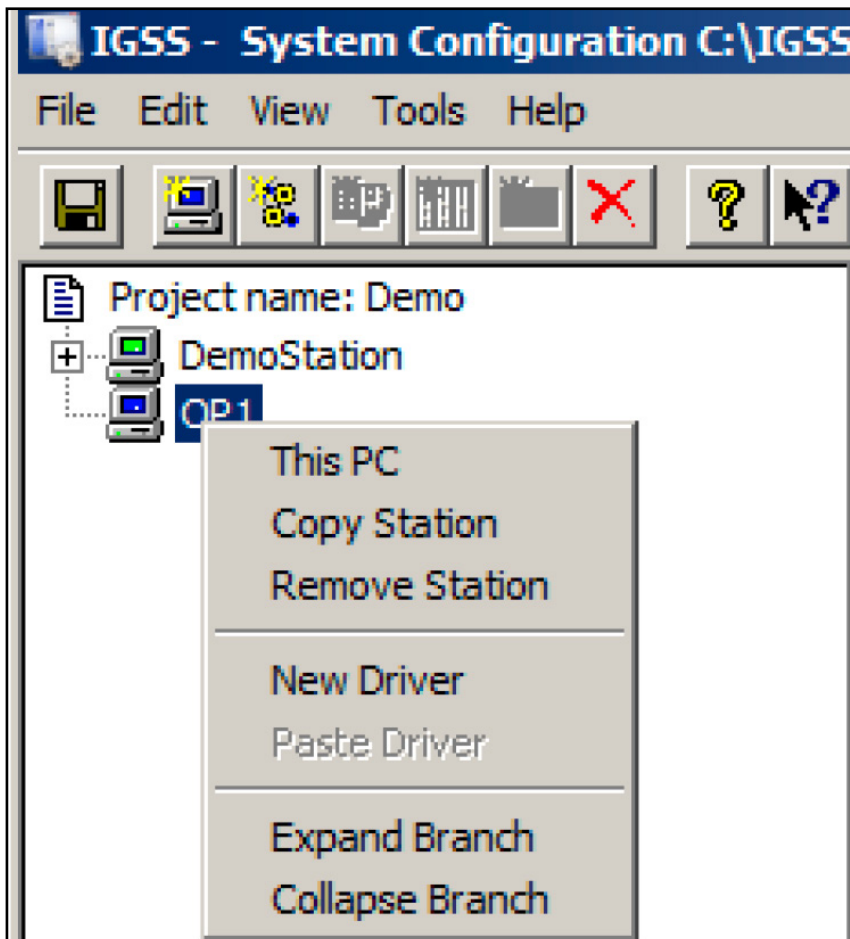 IGSS - System Configuration C:\IGSS
File Edit View Tools Help
Project name: Demo
DemoStation
OP1
This PC
Copy Station
Remove Station
New Driver
Paste Driver
Expand Branch
Collapse Branch